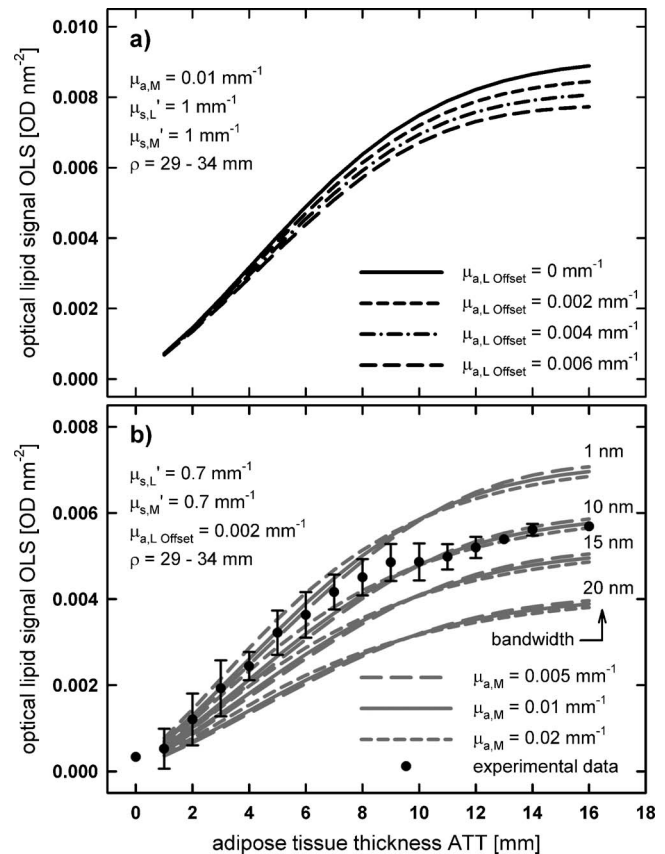 a)
μa,M = 0.01 mm-1
μs,L' = 1 mm-1
μs,M' = 1 mm-1
ρ = 29 - 34 mm
optical lipid signal OLS [OD nm-2]
0.010
0.008
0.006
0.004
0.002
0.000
μa,L Offset = 0 mm-1
μa,L Offset = 0.002 mm-1
μa,L Offset = 0.004 mm-1
μa,L Offset = 0.006 mm-1
b)
μs,L' = 0.7 mm-1
μs,M' = 0.7 mm-1
μa,L Offset = 0.002 mm-1
ρ = 29 - 34 mm
optical lipid signal OLS [OD nm-2]
0.008
0.006
0.004
0.002
0.000
1 nm
10 nm
15 nm
20 nm
bandwidth
μa,M = 0.005 mm-1
μa,M = 0.01 mm-1
μa,M = 0.02 mm-1
experimental data
0 2 4 6 8 10 12 14 16 18
adipose tissue thickness ATT [mm]